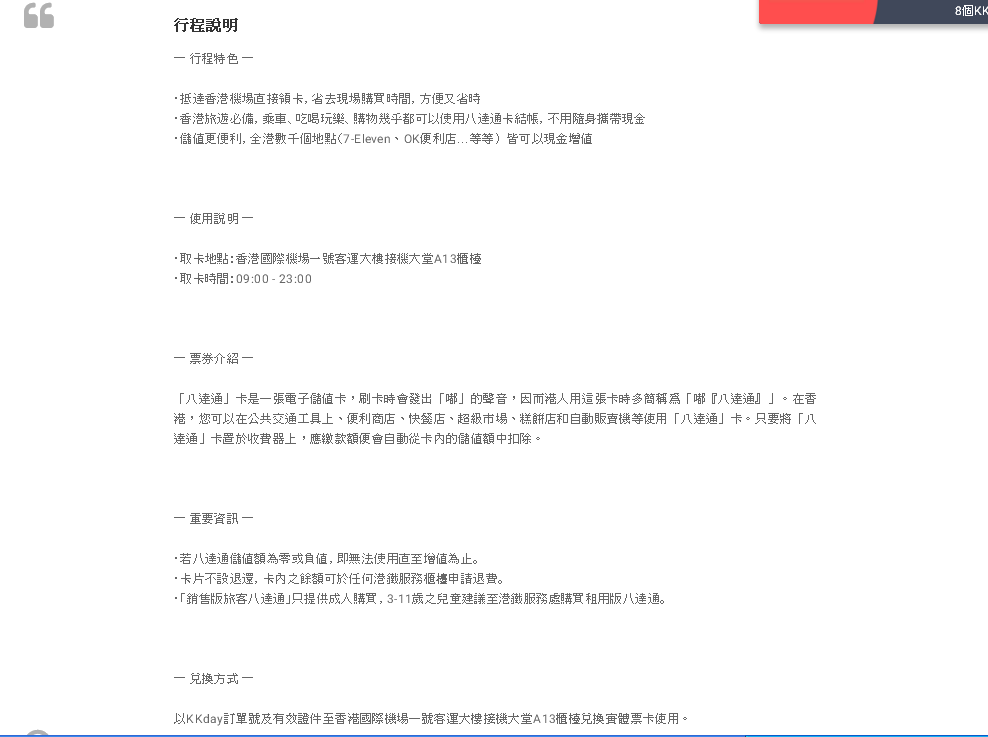 8個KK
行程說明
— 行程特色 —
·抵達香港機場直接領卡, 省去現場購買時間, 方便又省時
·香港旅遊必備, 乘車、吃喝玩樂、購物幾乎都可以使用八達通卡結帳, 不用隨身攜帶現金
·儲值更便利, 全港數千個地點(7-Eleven、OK便利店...等等) 皆可以現金增值
— 使用說明 —
·取卡地點：香港國際機場一號客運大樓接機大堂A13櫃檯
·取卡時間：09:00 - 23:00
— 票券介紹 —
「八達通」卡是一張電子儲值卡，刷卡時會發出「嘟」的聲音，因而港人用這張卡時多簡稱爲「嘟『八達通』」。在香
港，您可以在公共交通工具上、便利商店、快餐店、超級市場、糕餅店和自動販賣機等使用「八達通」卡。只要將「八
達通」卡置於收費器上，應繳款額便會自動從卡內的儲值額中扣除。
— 重要資訊 —
·若八達通儲值額為零或負值, 即無法使用直至增值為止。
·卡片不設退還, 卡內之餘額可於任何港鐵服務櫃檯申請退費。
·「銷售版旅客八達通」只提供成人購買, 3-11歲之兒童建議至港鐵服務處購買租用版八達通。
— 兌換方式 —
以KKday訂單號及有效證件至香港國際機場一號客運大樓接機大堂A13櫃檯兌換實體票卡使用。